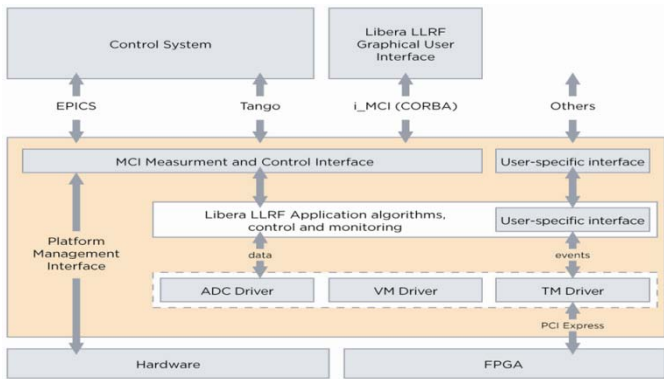 Control System
Libera LLRF
Graphical User
Interface
EPICS
Tango
i_MCI (CORBA)
Others
MCI Measurment and Control Interface
User-specific interface
Libera LLRF Application algorithms,
control and monitoring
User-specific interface
Platform
Management
Interface
data
events
ADC Driver
VM Driver
TM Driver
PCI Express
Hardware
FPGA